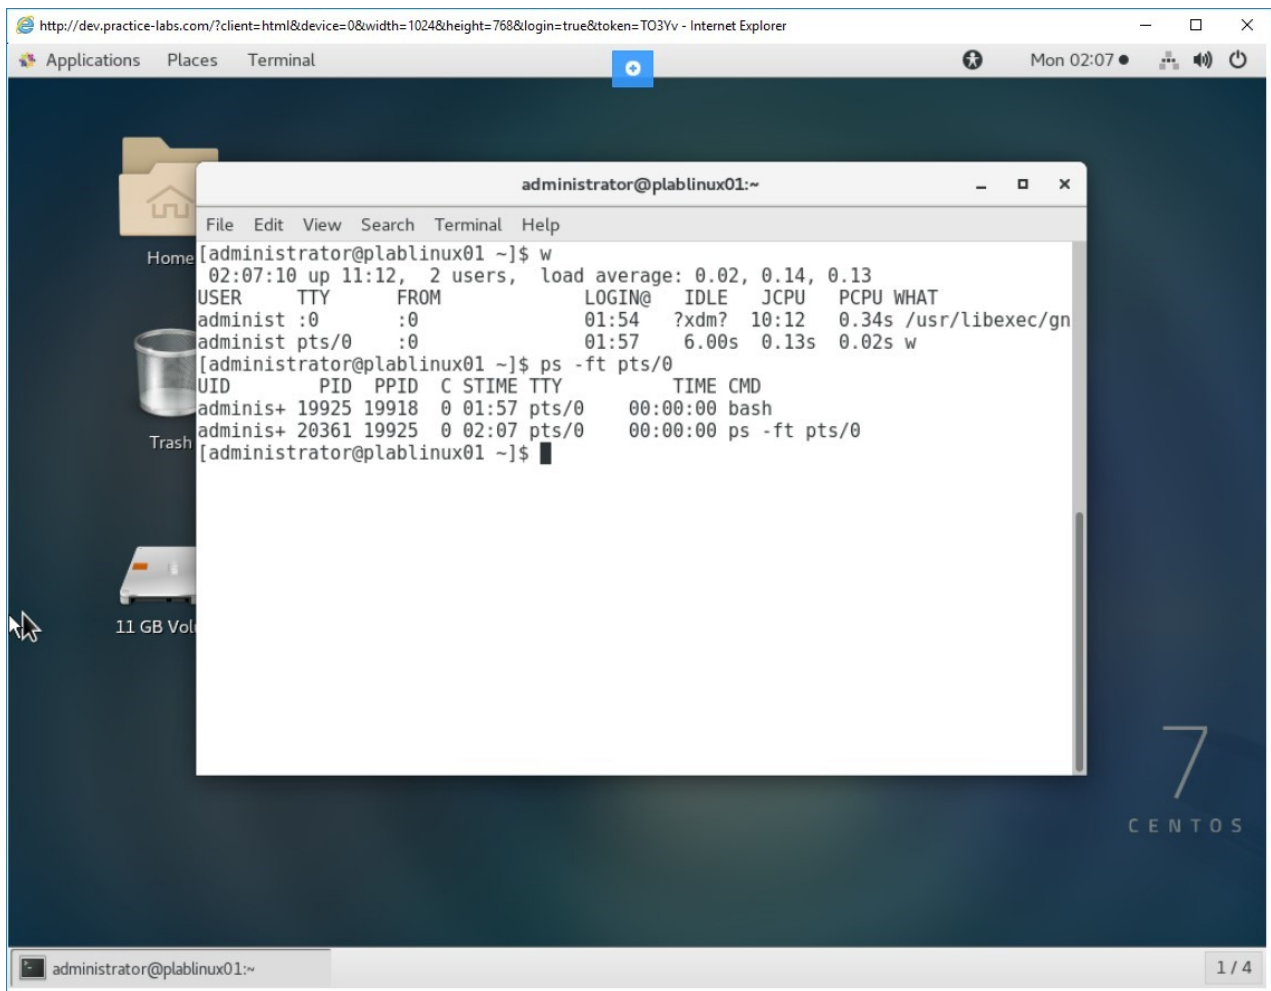 http://dev.practice-labs.com/?client=html&device=0&width=1024&height=768&login=true&token=TO3Yv - Internet Explorer
Applications Places Terminal Mon 02:07
Home
Trash
11 GB Vol
administrator@plablinux01:~
File Edit View Search Terminal Help
[administrator@plablinux01 ~]$ w
 02:07:10 up 11:12,  2 users,  load average: 0.02, 0.14, 0.13
USER     TTY      FROM             LOGIN@   IDLE   JCPU   PCPU WHAT
administ :0       :0               01:54   ?xdm?  10:12   0.34s /usr/libexec/gn
administ pts/0    :0               01:57    6.00s  0.13s  0.02s w
[administrator@plablinux01 ~]$ ps -ft pts/0
UID        PID  PPID  C STIME TTY          TIME CMD
adminis+ 19925 19918  0 01:57 pts/0    00:00:00 bash
adminis+ 20361 19925  0 02:07 pts/0    00:00:00 ps -ft pts/0
[administrator@plablinux01 ~]$
7
CENTOS
administrator@plablinux01:~ 1 / 4